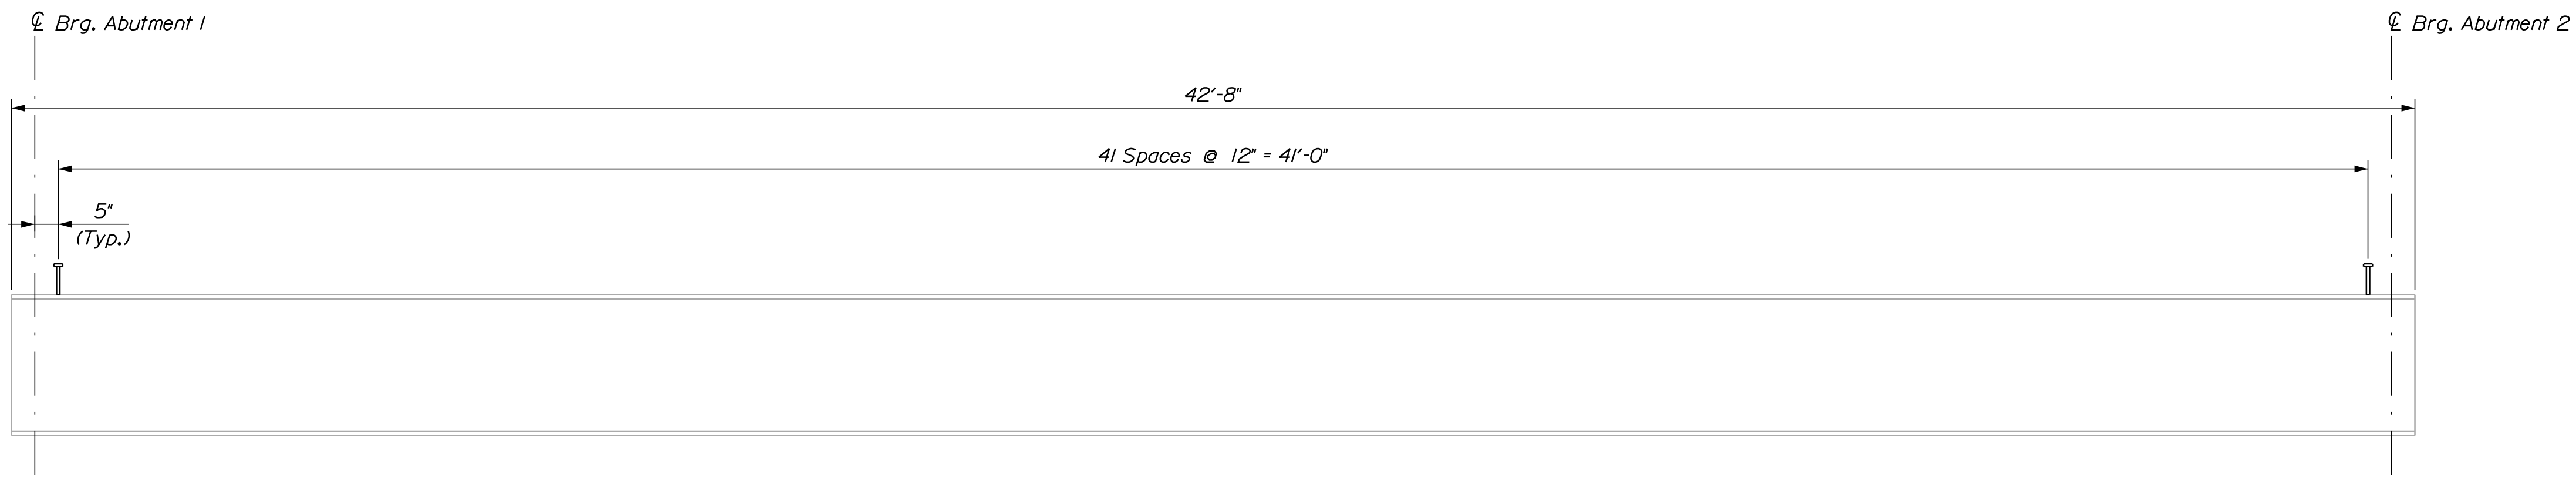 ℄ Brg. Abutment 1
℄ Brg. Abutment 2
42'-8"
41 Spaces @ 12" = 41'-0"
5"
(Typ.)